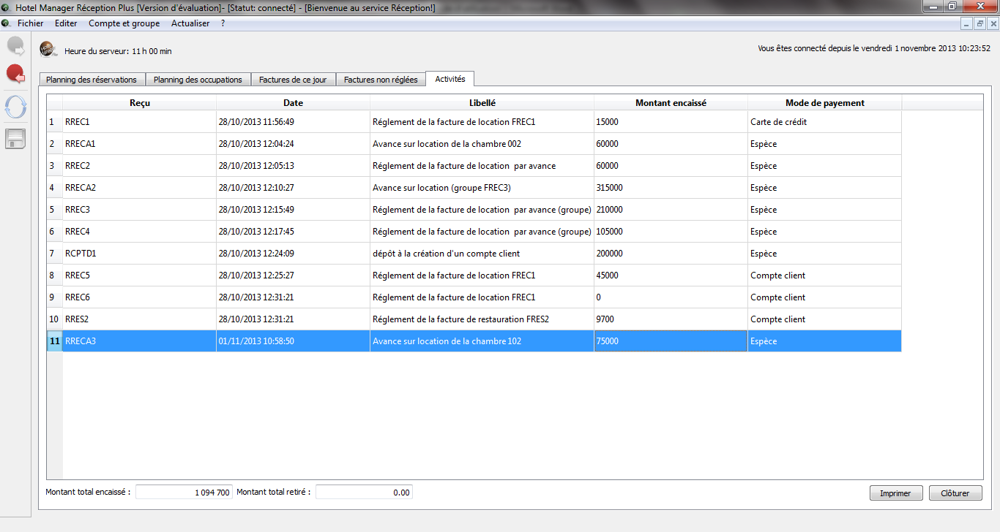 Hotel Manager Réception Plus [Version d'évaluation]- [Statut: connecté] - [Bienvenue au service Réception!]
Fichier Editer Compte et groupe Actualiser ?
Heure du serveur: 11 h 00 min
Vous êtes connecté depuis le vendredi 1 novembre 2013 10:23:52
Planning des réservations Planning des occupations Factures de ce jour Factures non réglées Activités
Reçu Date Libellé Montant encaissé Mode de payement
1 RREC1 28/10/2013 11:56:49 Réglement de la facture de location FREC1 15000 Carte de crédit
2 RRECA1 28/10/2013 12:04:24 Avance sur location de la chambre 002 60000 Espèce
3 RREC2 28/10/2013 12:05:13 Réglement de la facture de location par avance 60000 Espèce
4 RRECA2 28/10/2013 12:10:27 Avance sur location (groupe FREC3) 315000 Espèce
5 RREC3 28/10/2013 12:15:49 Réglement de la facture de location par avance (groupe) 210000 Espèce
6 RREC4 28/10/2013 12:17:45 Réglement de la facture de location par avance (groupe) 105000 Espèce
7 RCPTD1 28/10/2013 12:24:09 dépôt à la création d'un compte client 200000 Espèce
8 RREC5 28/10/2013 12:25:27 Réglement de la facture de location FREC1 45000 Compte client
9 RREC6 28/10/2013 12:31:21 Réglement de la facture de location FREC1 0 Compte client
10 RRES2 28/10/2013 12:31:21 Réglement de la facture de restauration FRES2 9700 Compte client
11 RRECA3 01/11/2013 10:58:50 Avance sur location de la chambre 102 75000 Espèce
Montant total encaissé : 1 094 700 Montant total retiré : 0.00 Imprimer Clôturer